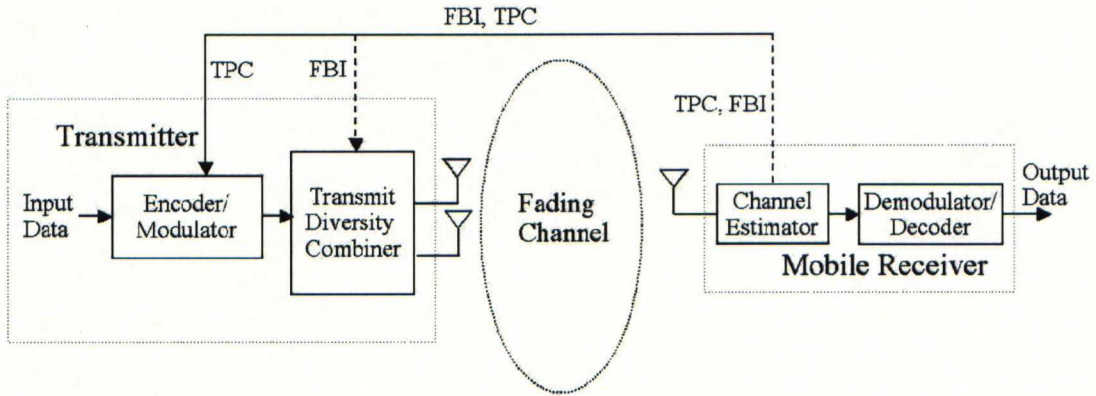 FBI, TPC
TPC
FBI
TPC, FBI
Transmitter
Input
Data
Encoder/
Modulator
Transmit
Diversity
Combiner
Fading
Channel
Channel
Estimator
Demodulator/
Decoder
Output
Data
Mobile Receiver